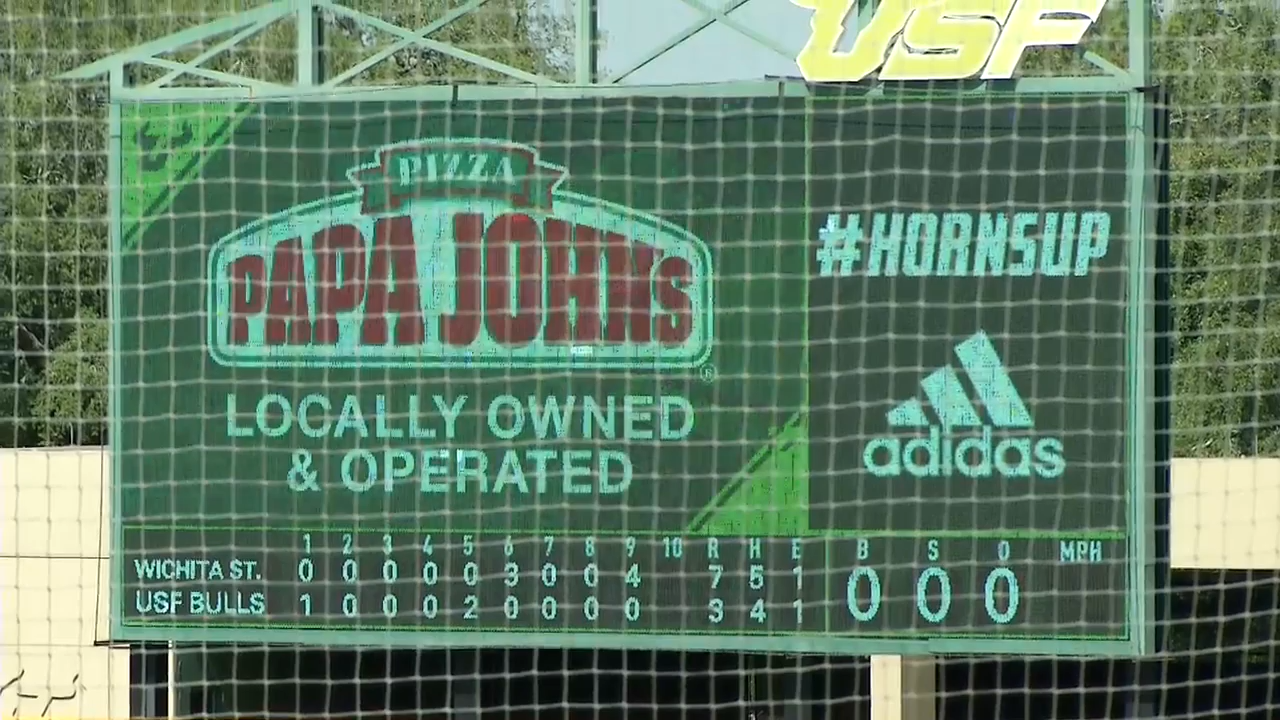 USF
PIZZA
PAPA JOHNS
®
LOCALLY OWNED
& OPERATED
#HORNSUP
adidas
1 2 3 4 5 6 7 8 9 10 R H E B S O MPH
WICHITA ST. 0 0 0 0 0 3 0 0 4 7 5 1 0 0 0
USF BULLS 1 0 0 0 2 0 0 0 0 3 4 1